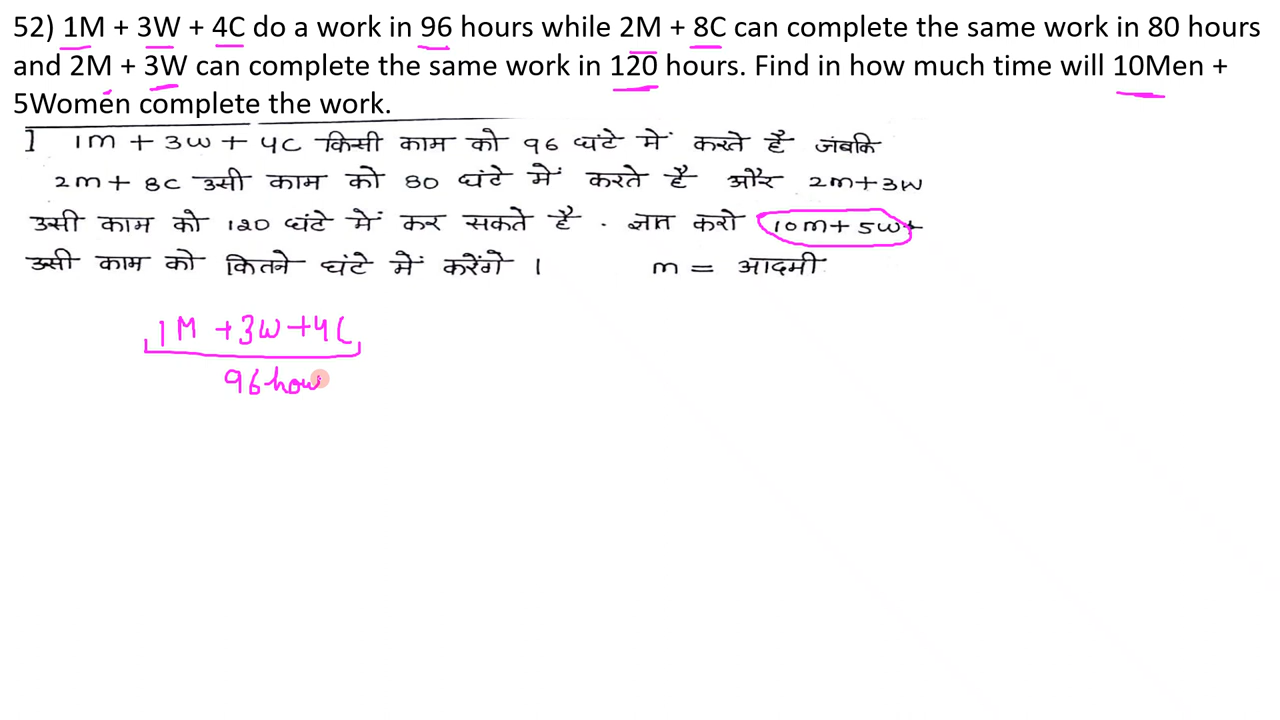 52) 1M + 3W + 4C do a work in 96 hours while 2M + 8C can complete the same work in 80 hours
and 2M + 3W can complete the same work in 120 hours. Find in how much time will 10Men +
5Women complete the work.
1m + 3w + 4C किसी काम को 96 घंटे में करते है जबकि
2m + 8C उसी काम को 80 घंटे में करते है और 2m+3w
उसी काम को 120 घंटे में कर सकते है . ज्ञात करो 10m+5w
उसी काम को कितने घंटे में करेंगे । m = आदमी
1M +3W+4C
96 hou